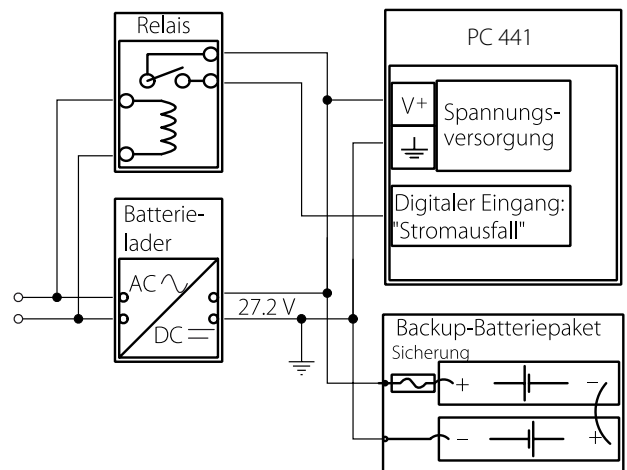 Relais
PC 441
V+
Spannungs-
versorgung
Digitaler Eingang:
"Stromausfall"
Batterie-
lader
AC
DC
27.2 V
Backup-Batteriepaket
Sicherung
+
−
−
+